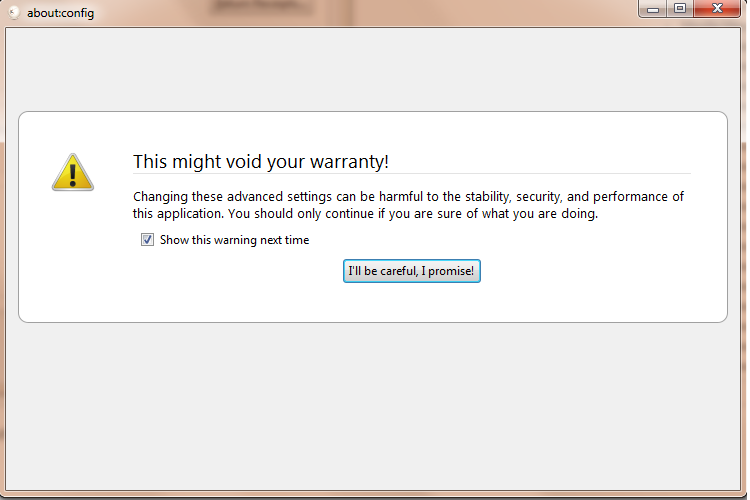 about:config
This might void your warranty!
Changing these advanced settings can be harmful to the stability, security, and performance of
this application. You should only continue if you are sure of what you are doing.
Show this warning next time
I'll be careful, I promise!